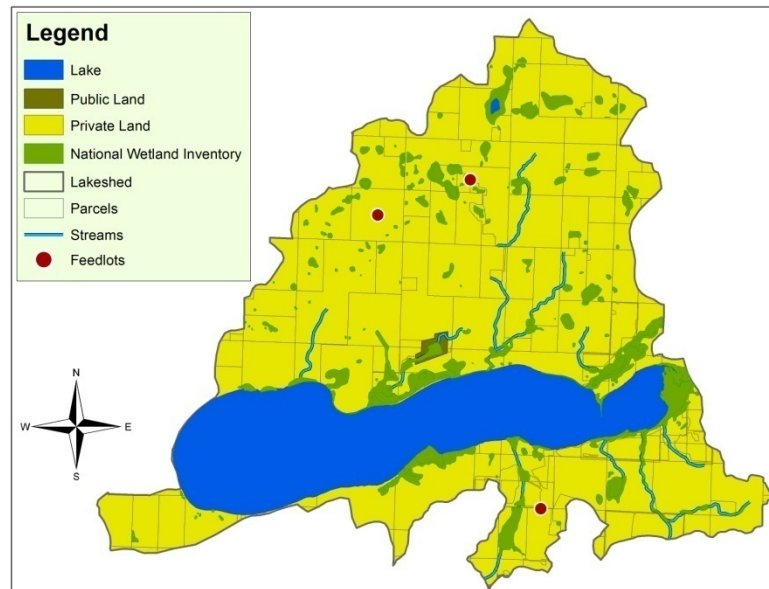 Legend
Lake
Public Land
Private Land
National Wetland Inventory
Lakeshed
Parcels
Streams
Feedlots
N
W
E
S